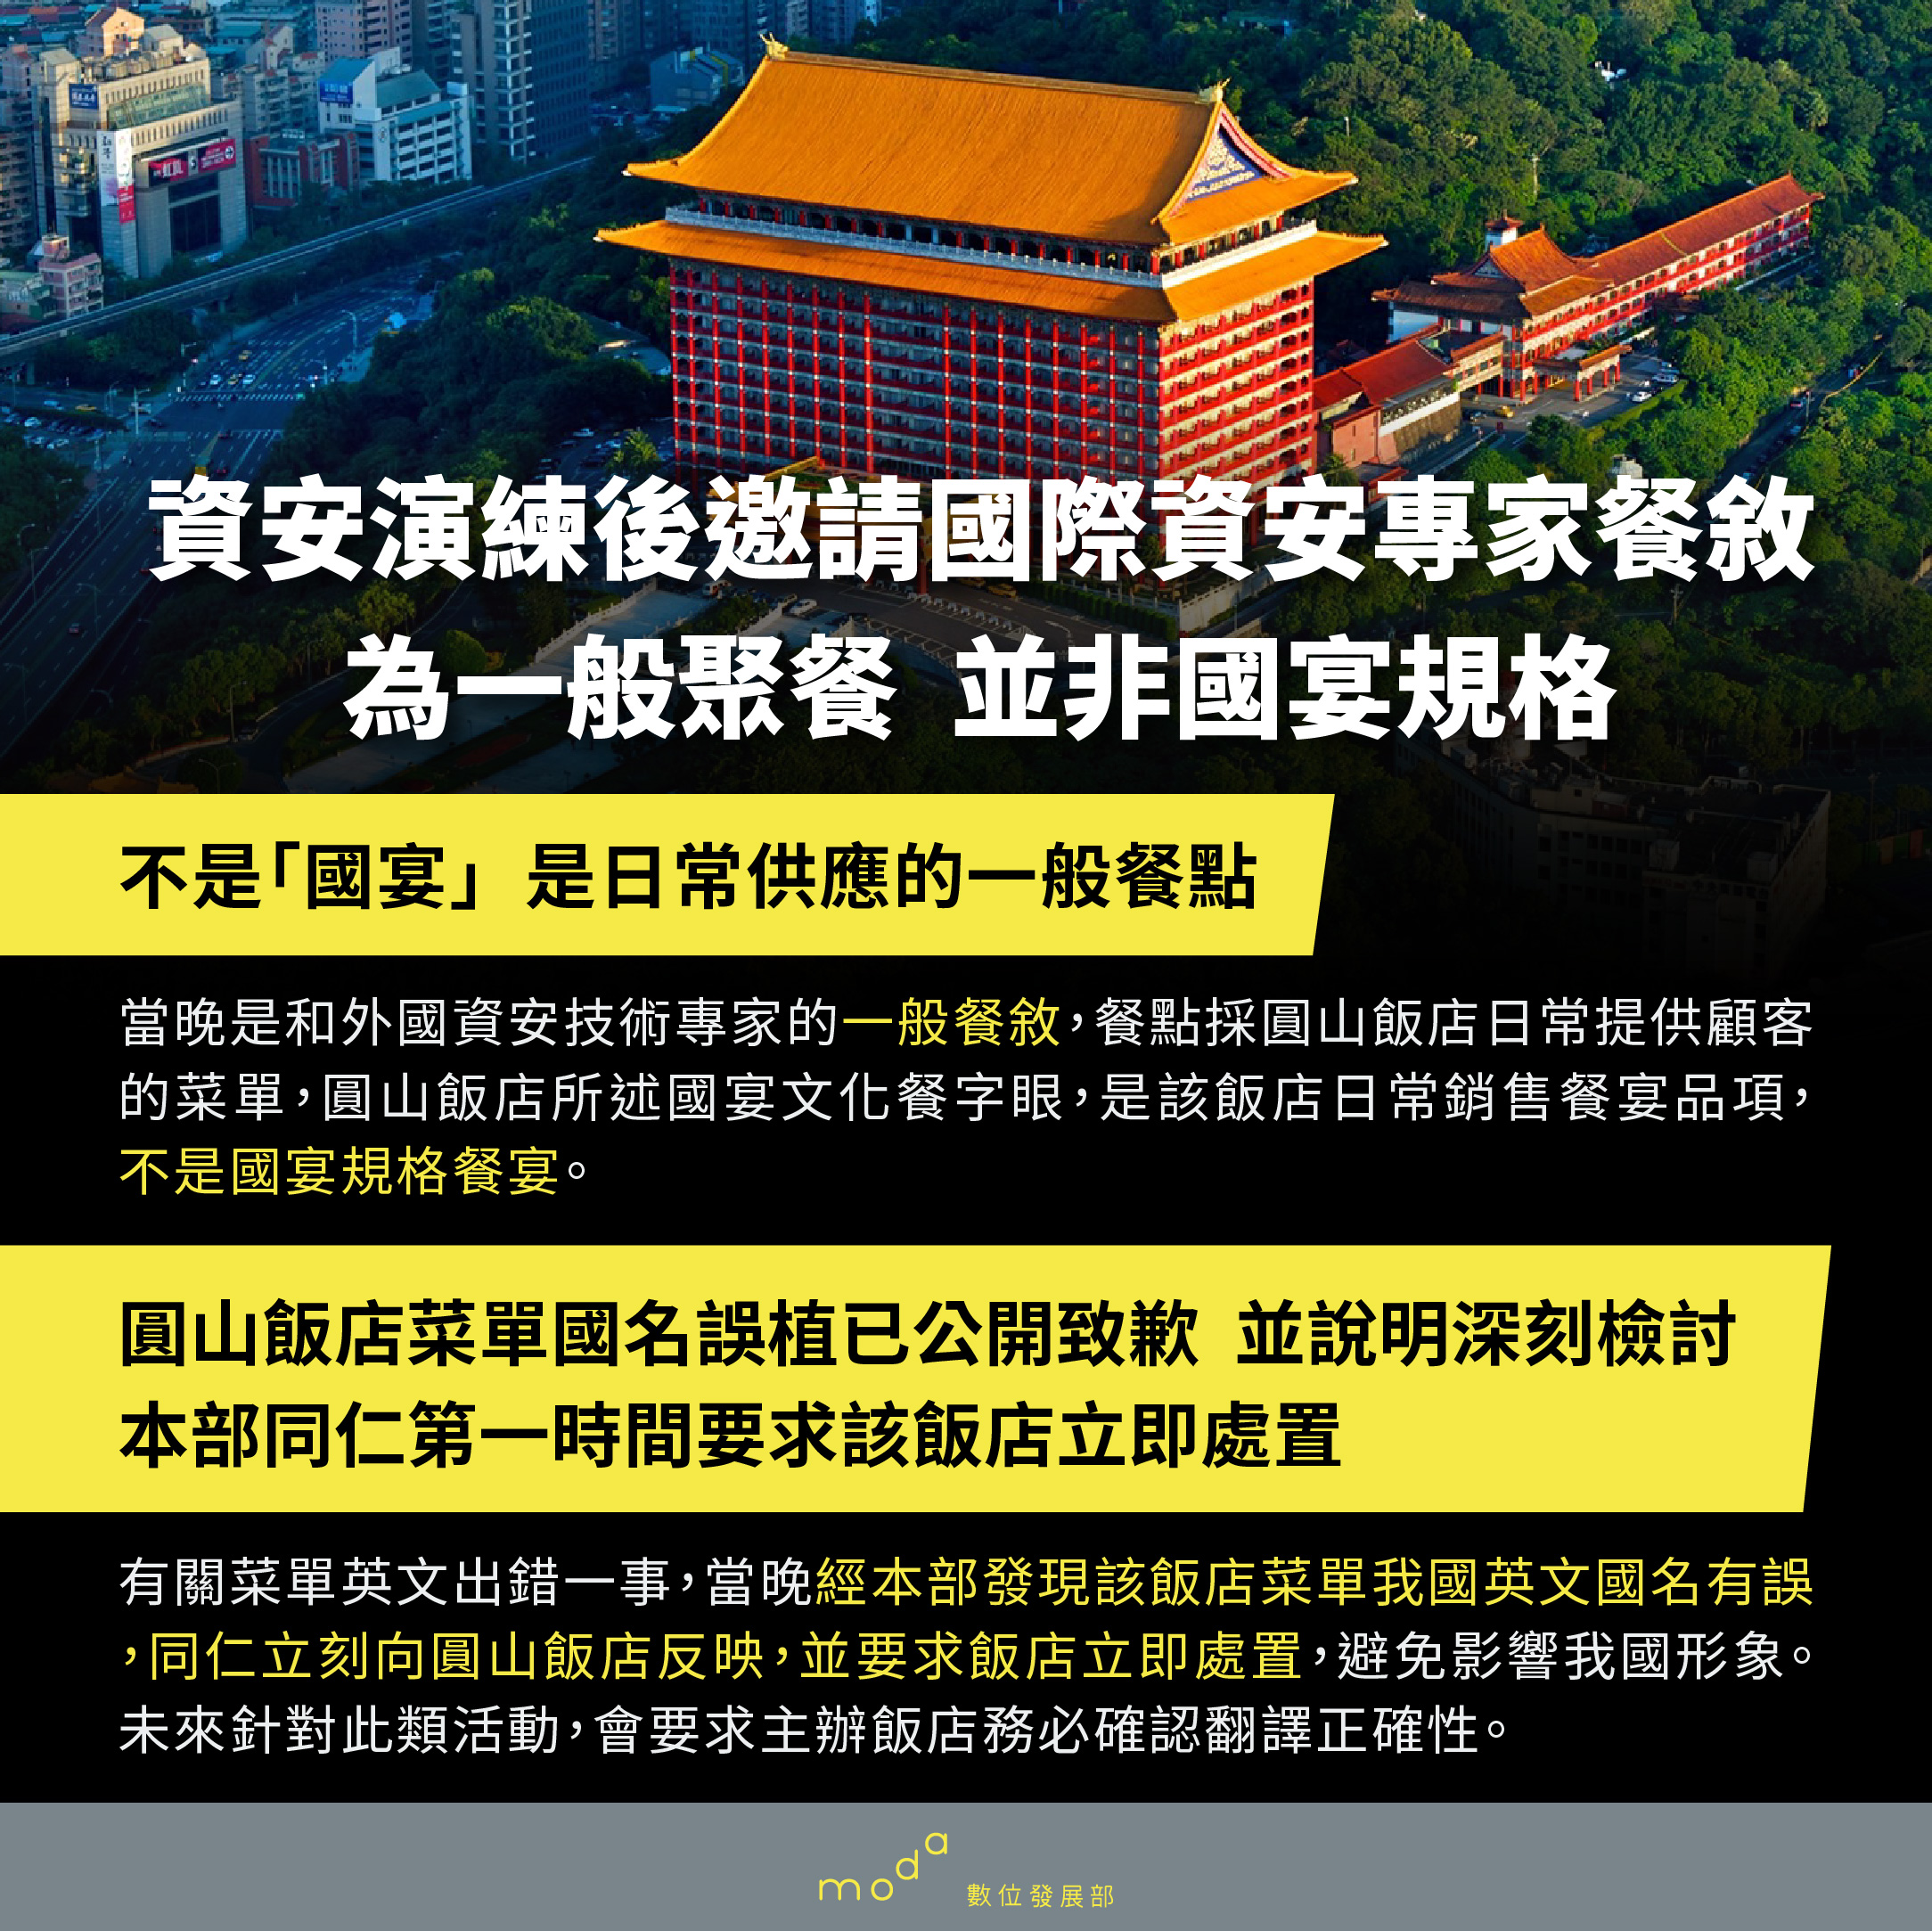 資安演練後邀請國際資安專家餐敘
為一般聚餐 並非國宴規格
不是「國宴」 是日常供應的一般餐點
當晚是和外國資安技術專家的一般餐敘，餐點採圓山飯店日常提供顧客
的菜單，圓山飯店所述國宴文化餐字眼，是該飯店日常銷售餐宴品項，
不是國宴規格餐宴。
圓山飯店菜單國名誤植已公開致歉 並說明深刻檢討
本部同仁第一時間要求該飯店立即處置
有關菜單英文出錯一事，當晚經本部發現該飯店菜單我國英文國名有誤
，同仁立刻向圓山飯店反映，並要求飯店立即處置，避免影響我國形象。
未來針對此類活動，會要求主辦飯店務必確認翻譯正確性。
moda 數位發展部